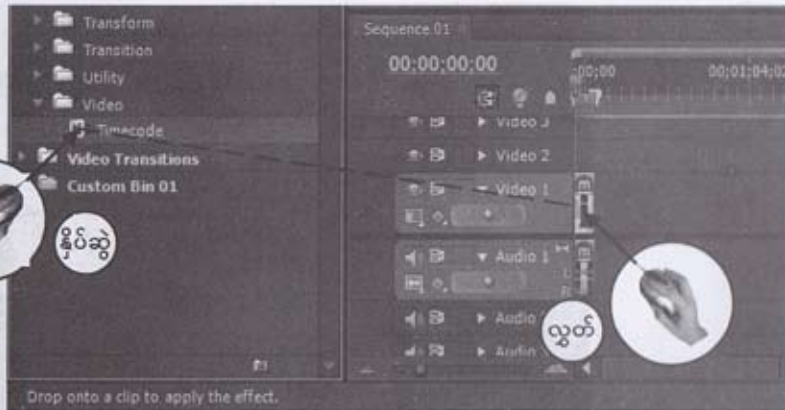 Transform
Transition
Utility
Video
Timecode
Video Transitions
Custom Bin 01
နှိပ်ဆွဲ
Drop onto a clip to apply the effect.
Sequence 01
00;00;00;00
;00;00
00;01;04;02
Video 3
Video 2
Video 1
Audio 1
Audio
Audio
လွှတ်